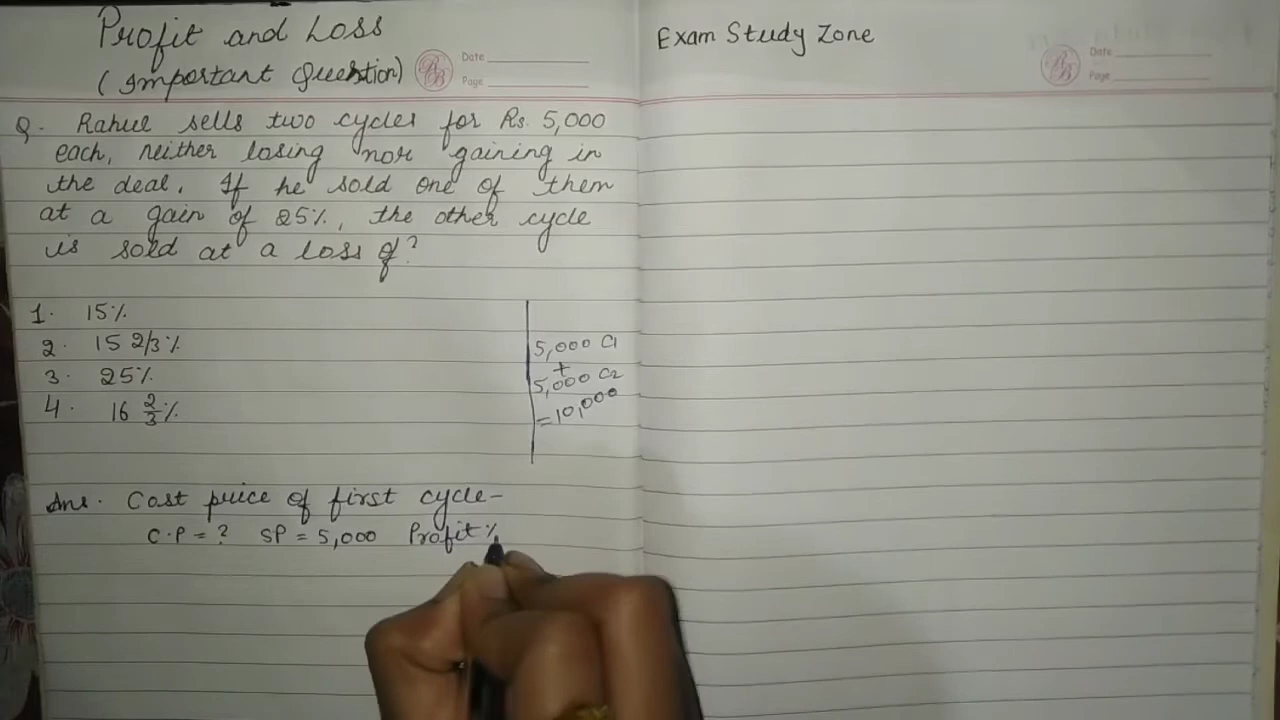 Profit and Loss
(Important Question)
Date
Page
Q. Rahul sells two cycles for Rs. 5,000
each, neither losing nor gaining in
the deal. If he sold one of them
at a gain of 25%, the other cycle
is sold at a loss of?
1. 15%
2. 15 2/3%
3. 25%
4. 16 2/3%
5,000 C1
+
5,000 C2
=10,000
Ans. Cost price of first cycle-
C.P = ? SP = 5,000 Profit %
Exam Study Zone
Date
Page